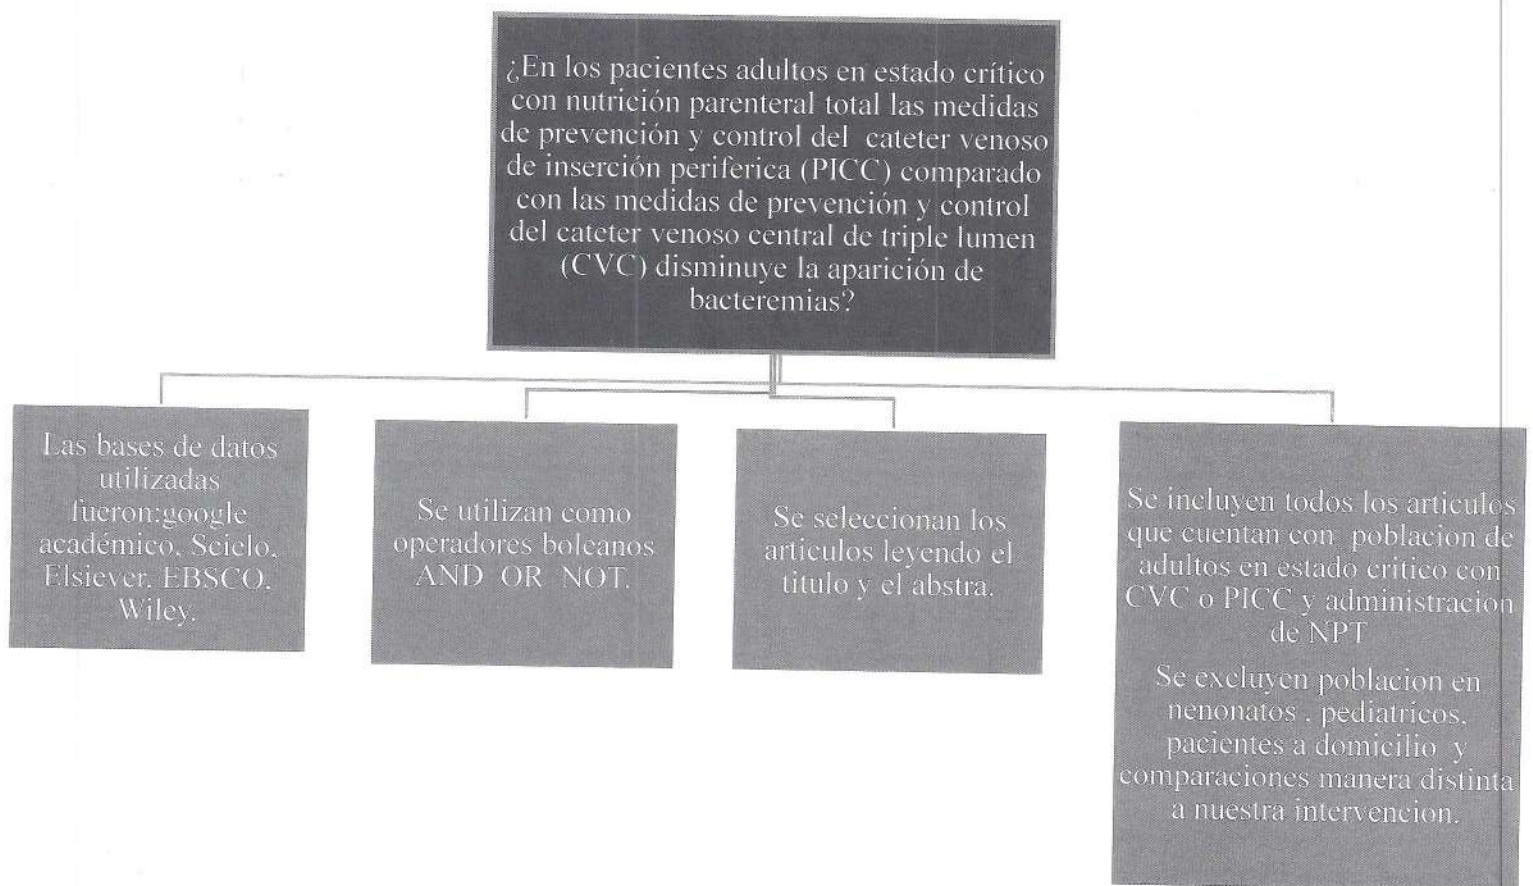 ¿En los pacientes adultos en estado crítico
con nutrición parenteral total las medidas
de prevención y control del cateter venoso
de inserción periferica (PICC) comparado
con las medidas de prevención y control
del cateter venoso central de triple lumen
(CVC) disminuye la aparición de
bacteremias?
Las bases de datos
utilizadas
fueron:google
académico, Scielo,
Elsiever, EBSCO,
Wiley.
Se utilizan como
operadores boleanos
AND OR NOT.
Se seleccionan los
articulos leyendo el
titulo y el abstra.
Se incluyen todos los articulos
que cuentan con poblacion de
adultos en estado critico con
CVC o PICC y administracion
de NPT
Se excluyen poblacion en
nenonatos , pediatricos,
pacientes a domicilio y
comparaciones manera distinta
a nuestra intervencion.